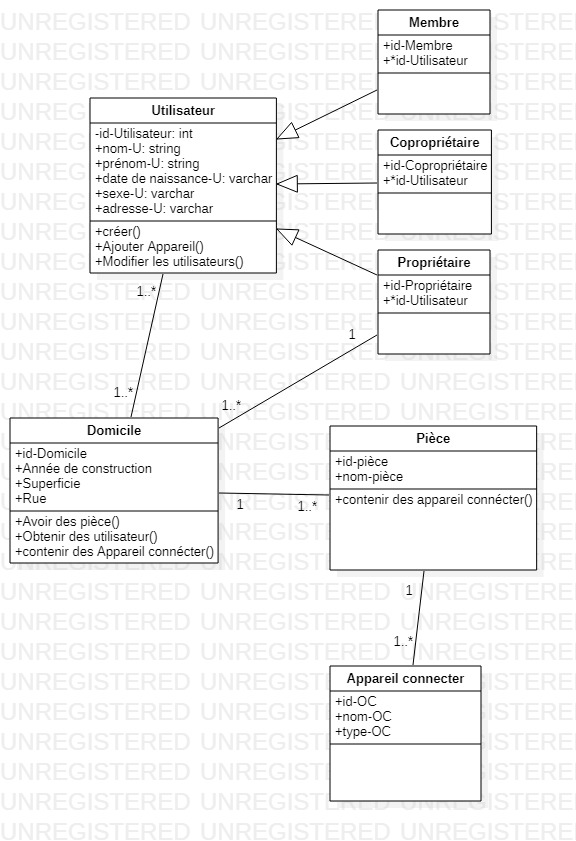 Membre
+id-Membre
+*id-Utilisateur
Utilisateur
-id-Utilisateur: int
+nom-U: string
+prénom-U: string
+date de naissance-U: varchar
+sexe-U: varchar
+adresse-U: varchar
+créer()
+Ajouter Appareil()
+Modifier les utilisateurs()
Copropriétaire
+id-Copropriétaire
+*id-Utilisateur
Propriétaire
+id-Propriétaire
+*id-Utilisateur
1..*
1
1..*
1..*
Domicile
+id-Domicile
+Année de construction
+Superficie
+Rue
+Avoir des pièce()
+Obtenir des utilisateur()
+contenir des Appareil connécter()
1
1..*
Pièce
+id-pièce
+nom-pièce
+contenir des appareil connécter()
1
1..*
Appareil connecter
+id-OC
+nom-OC
+type-OC
UNREGISTERED